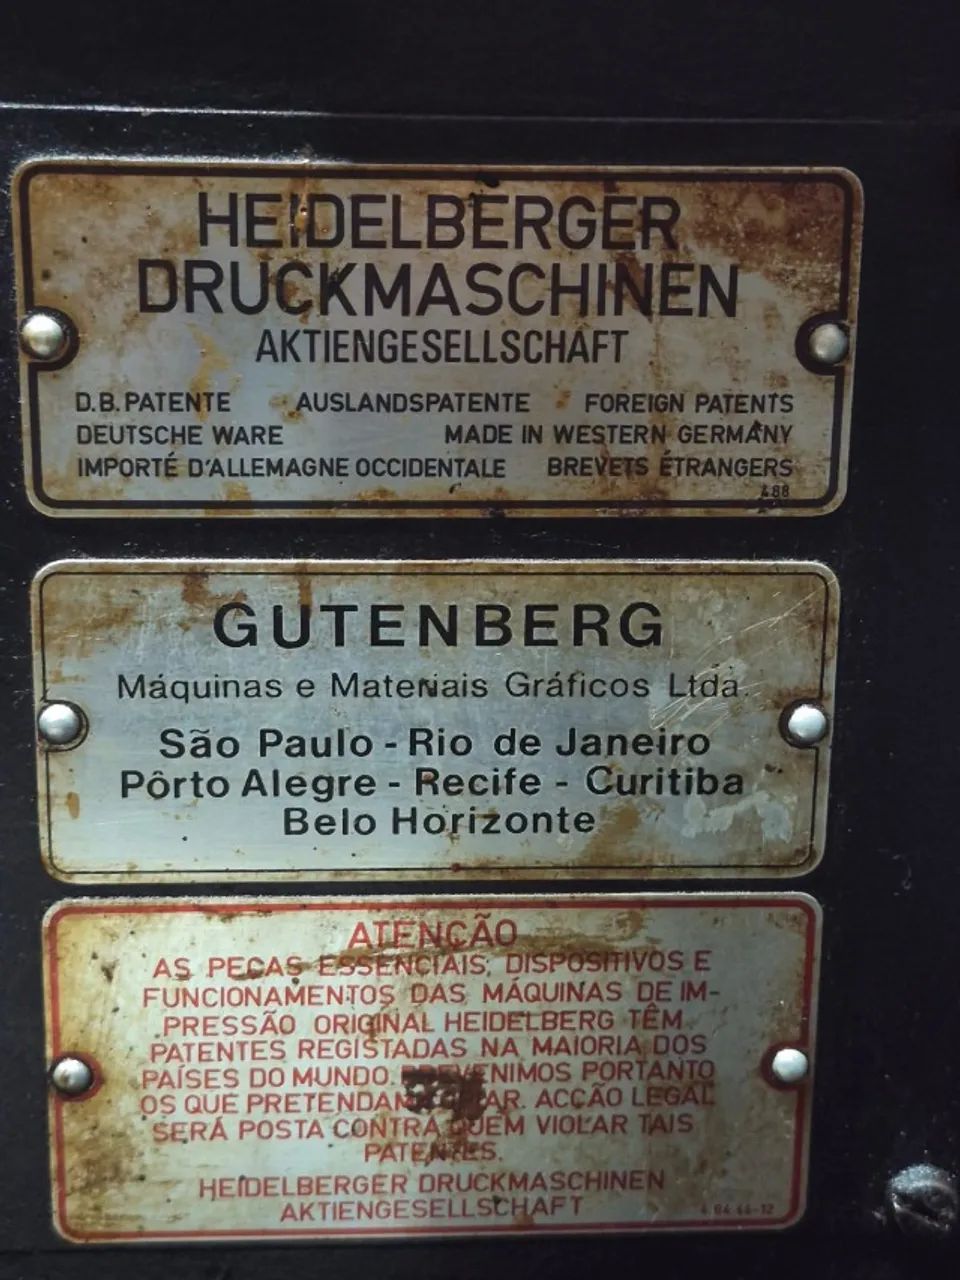 HEIDELBERGER
DRUCKMASCHINEN
AKTIENGESELLSCHAFT
D.B. PATENTE AUSLANDSPATENTE FOREIGN PATENTS
DEUTSCHE WARE MADE IN WESTERN GERMANY
IMPORTÉ D'ALLEMAGNE OCCIDENTALE BREVETS ÉTRANGERS
488
GUTENBERG
Máquinas e Materiais Gráficos Ltda.
São Paulo - Rio de Janeiro
Pôrto Alegre - Recife - Curitiba
Belo Horizonte
ATENÇÃO
AS PEÇAS ESSENCIAIS, DISPOSITIVOS E
FUNCIONAMENTOS DAS MÁQUINAS DE IM-
PRESSÃO ORIGINAL HEIDELBERG TÊM
PATENTES REGISTADAS NA MAIORIA DOS
PAÍSES DO MUNDO. PREVENIMOS PORTANTO
OS QUE PRETENDAM ACÇÃO LEGAL
SERÁ POSTA CONTRA QUEM VIOLAR TAIS
PATENTES.
HEIDELBERGER DRUCKMASCHINEN
AKTIENGESELLSCHAFT